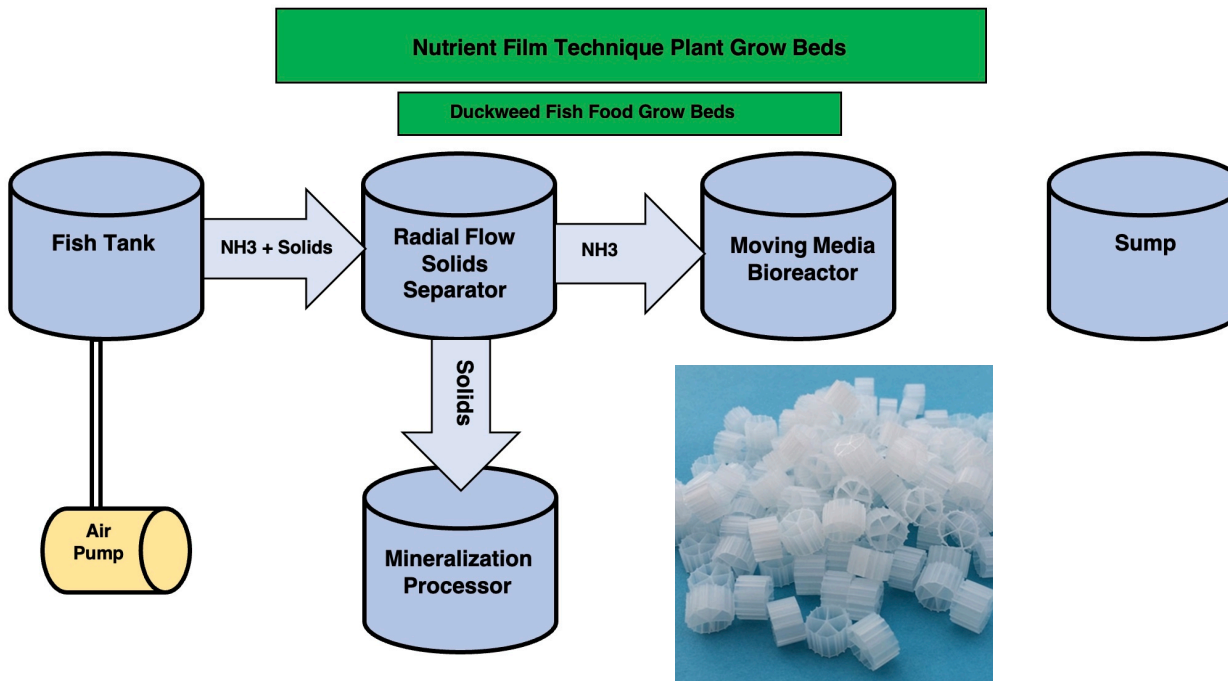 Nutrient Film Technique Plant Grow Beds
Duckweed Fish Food Grow Beds
Fish Tank
NH3 + Solids
Radial Flow
Solids
Separator
NH3
Moving Media
Bioreactor
Sump
Solids
Air
Pump
Mineralization
Processor